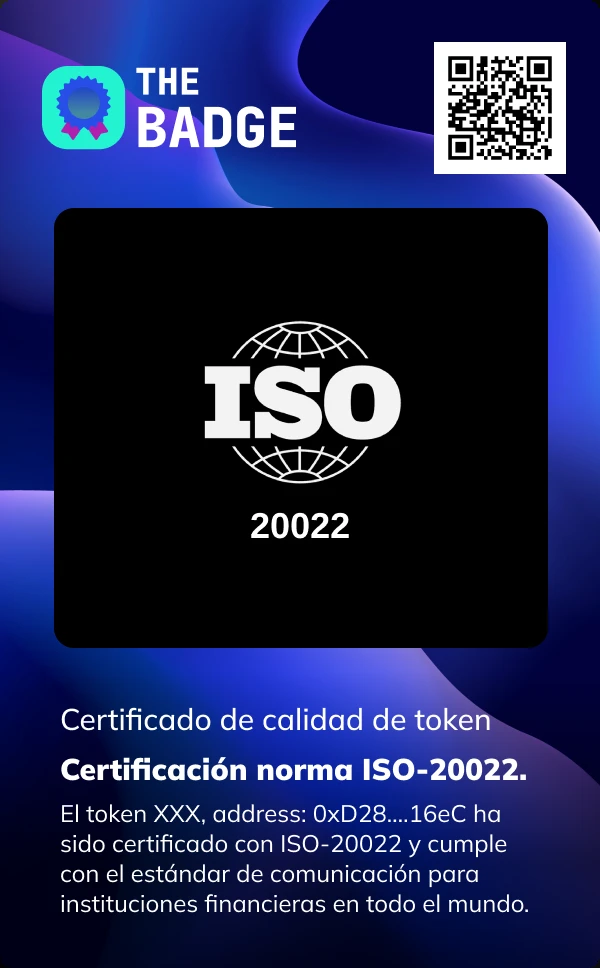 THE
BADGE
ISO
20022
Certificado de calidad de token
Certificación norma ISO-20022.
El token XXX, address: 0xD28....16eC ha
sido certificado con ISO-20022 y cumple
con el estándar de comunicación para
instituciones financieras en todo el mundo.